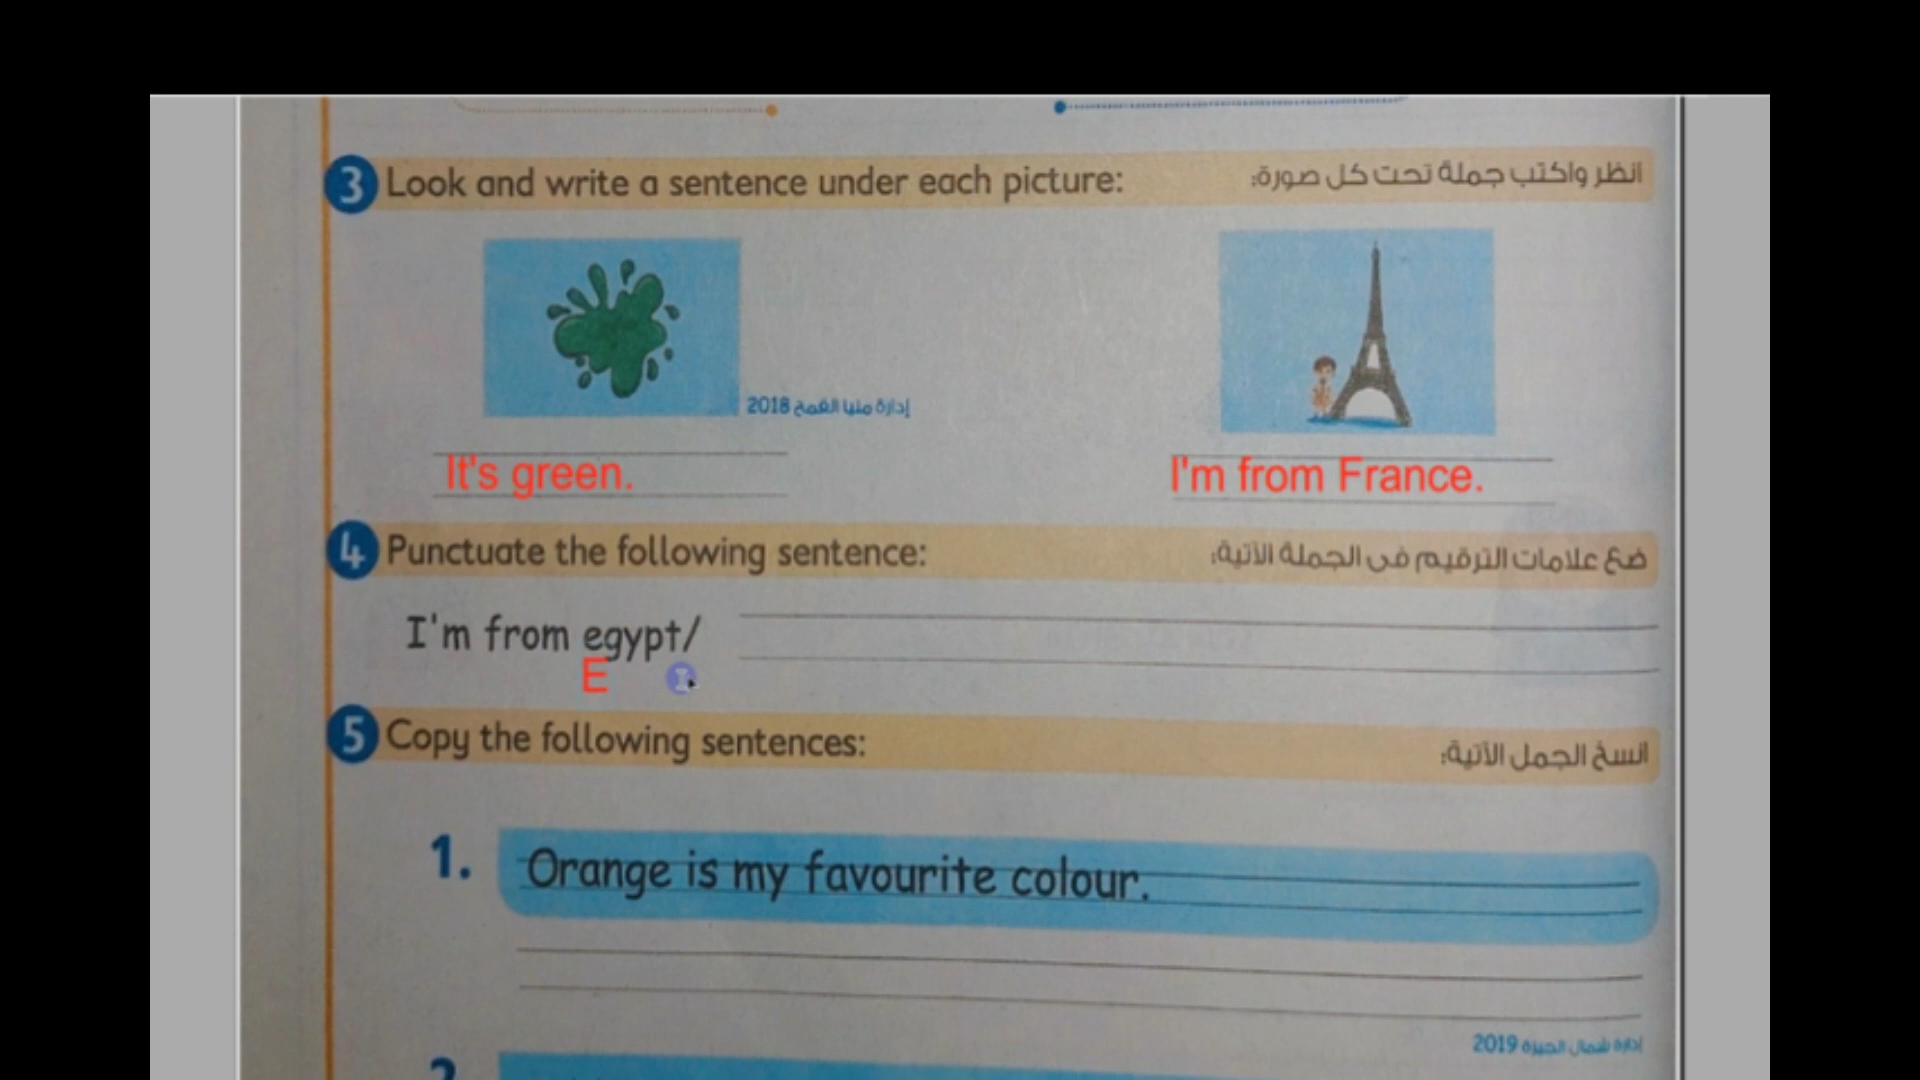 3 Look and write a sentence under each picture: انظر واكتب جملة تحت كل صورة:
إدارة منيا القمح 2018
It's green. I'm from France.
4 Punctuate the following sentence: ضع علامات الترقيم فى الجملة الآتية:
I'm from egypt/
E
5 Copy the following sentences: انسخ الجمل الآتية:
1. Orange is my favourite colour.
إدارة شمال الجيزة 2019
2